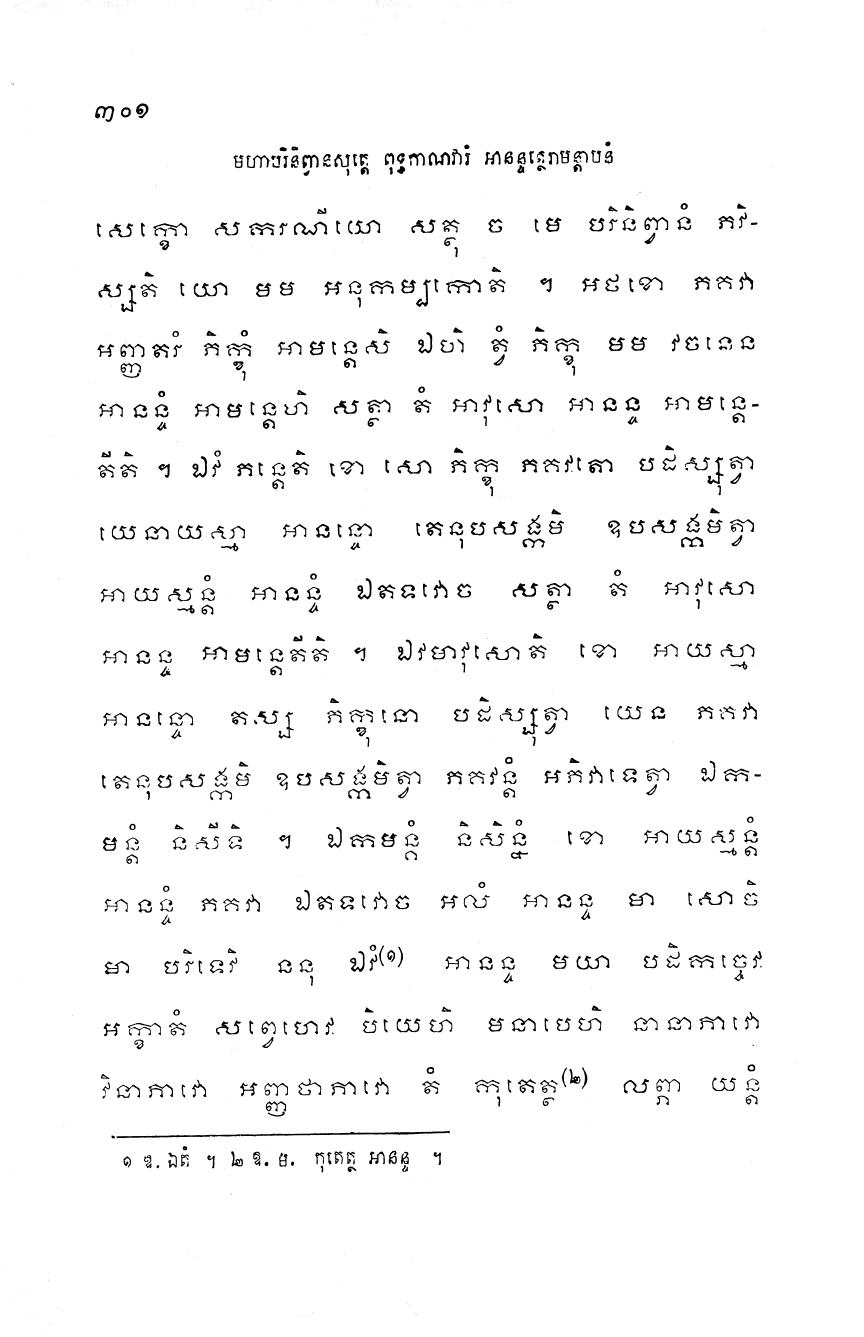 ៣០១
មហាបរិនិព្វានសុត្តេ ពុទ្ធភាណវារំ អានន្ទត្ថេរាមន្តាបនំ
សេក្ខោ សករណីយោ សត្ថុ ច មេ បរិនិព្វានំ ភវិ-
ស្សតិ យោ មម អនុកម្បកោតិ ។ អថខោ ភគវា
អញ្ញតរំ ភិក្ខុំ អាមន្តេសិ ឯហិ ត្វំ ភិក្ខុ មម វចនេន
អានន្ទំ អាមន្តេហិ សត្ថា តំ អាវុសោ អានន្ទ អាមន្តេ-
តីតិ ។ ឯវំ ភន្តេតិ ខោ សោ ភិក្ខុ ភគវតោ បដិស្សុត្វា
យេនាយស្មា អានន្ទោ តេនុបសង្កមិ ឧបសង្កមិត្វា
អាយស្មន្តំ អានន្ទំ ឯតទវោច សត្ថា តំ អាវុសោ
អានន្ទ អាមន្តេតីតិ ។ ឯវមាវុសោតិ ខោ អាយស្មា
អានន្ទោ តស្ស ភិក្ខុនោ បដិស្សុត្វា យេន ភគវា
តេនុបសង្កមិ ឧបសង្កមិត្វា ភគវន្តំ អភិវាទេត្វា ឯក-
មន្តំ និសីទិ ។ ឯកមន្តំ និសិន្នំ ខោ អាយស្មន្តំ
អានន្ទំ ភគវា ឯតទវោច អលំ អានន្ទ មា សោចិ
មា បរិទេវិ ននុ ឯវំ(១) អានន្ទ មយា បដិកច្ចេវ
អក្ខាតំ សព្វេហេវ បិយេហិ មនាបេហិ នានាភាវោ
វិនាភាវោ អញ្ញថាភាវោ តំ កុតេត្ថ(២) លព្ភា យន្តំ
១ ឌ. ឯតំ ។ ២ ឱ. ម. កុតេត្ថ អានន្ទ ។